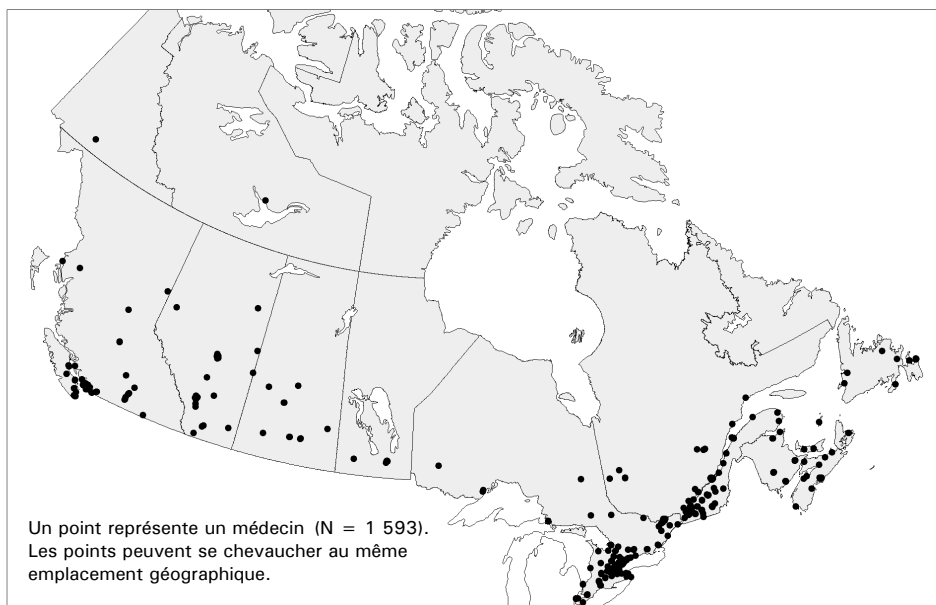 Un point représente un médecin (N = 1 593).
Les points peuvent se chevaucher au même
emplacement géographique.